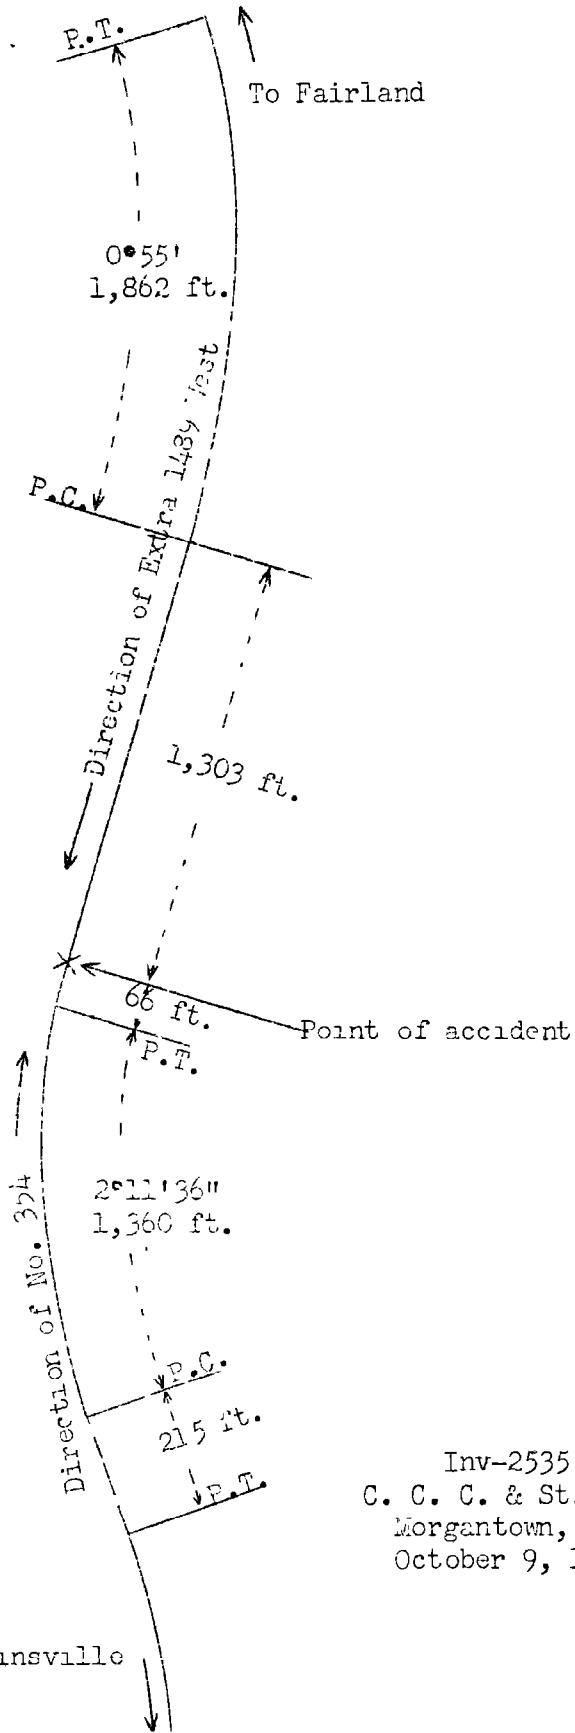 P.T.
To Fairland
0°55'
1,862 ft.
P.C.
Direction of Extra 1489 West
1,303 ft.
66 ft.
Point of accident
P.T.
2°11'36"
1,360 ft.
Direction of No. 354
P.C.
215 ft.
P.T.
Inv-2535
C. C. C. & St.
Morgantown,
October 9, 1
insville